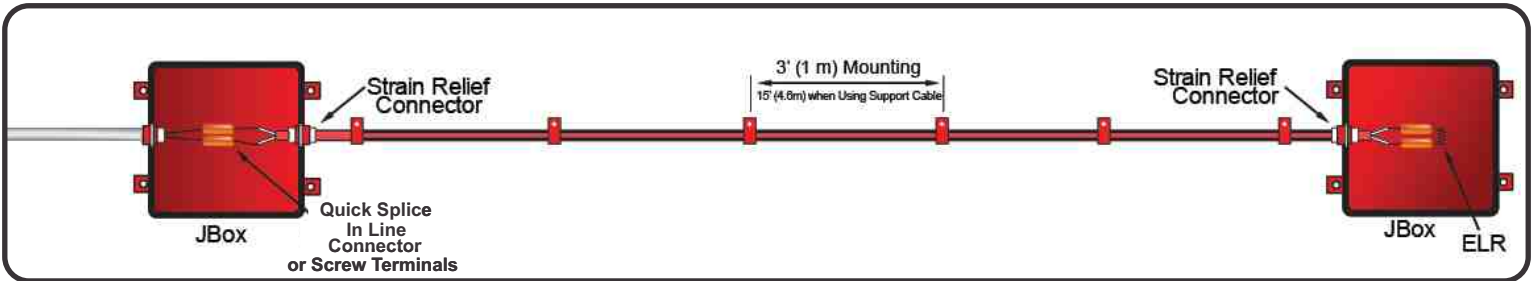 Strain Relief
Connector
3' (1 m) Mounting
15' (4.6m) when Using Support Cable
Strain Relief
Connector
Quick Splice
In Line
Connector
or Screw Terminals
JBox
JBox
ELR